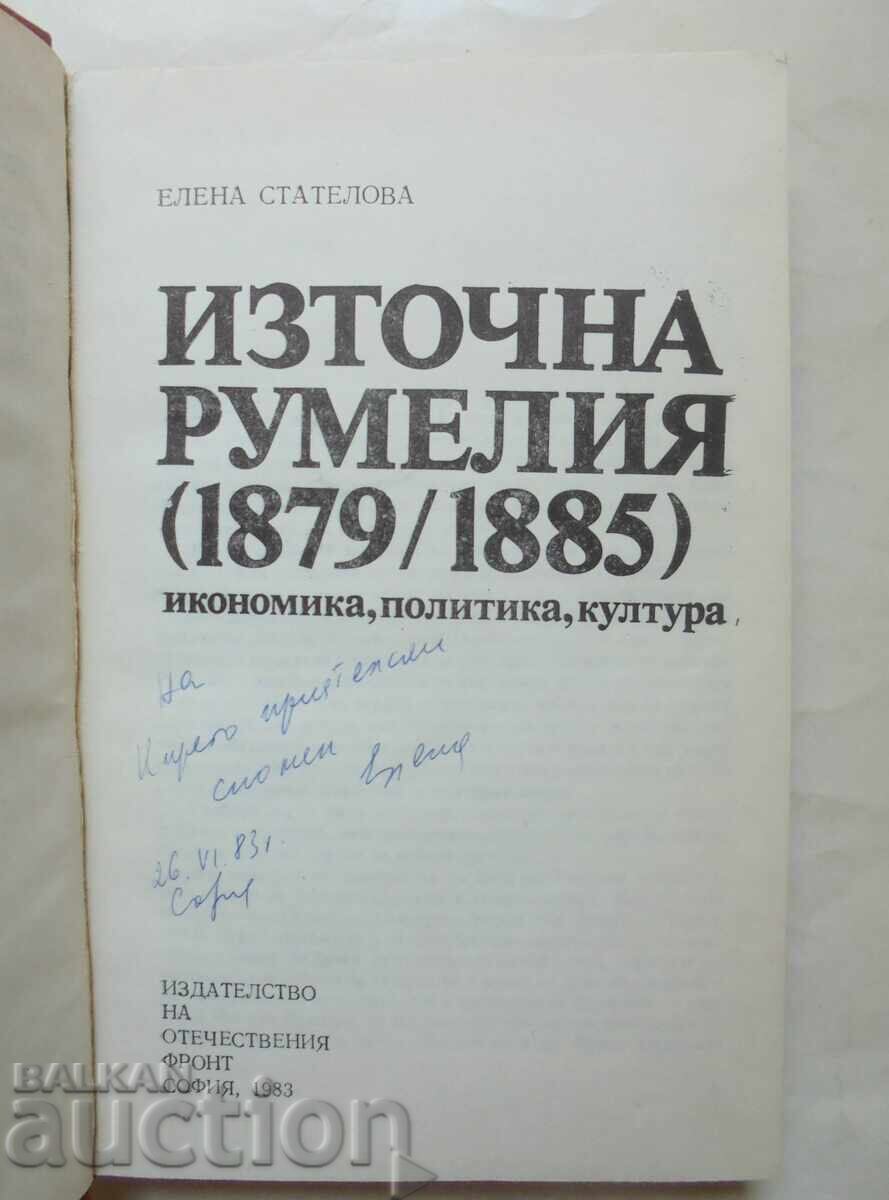 ЕЛЕНА СТАТЕЛОВА
ИЗТОЧНА
РУМЕЛИЯ
(1879/1885)
икономика, политика, култура
На
приятелски
спомен Елена
26. VI. 83 г.
София
ИЗДАТЕЛСТВО
НА
ОТЕЧЕСТВЕНИЯ
ФРОНТ
СОФИЯ, 1983
BALKAN
auction